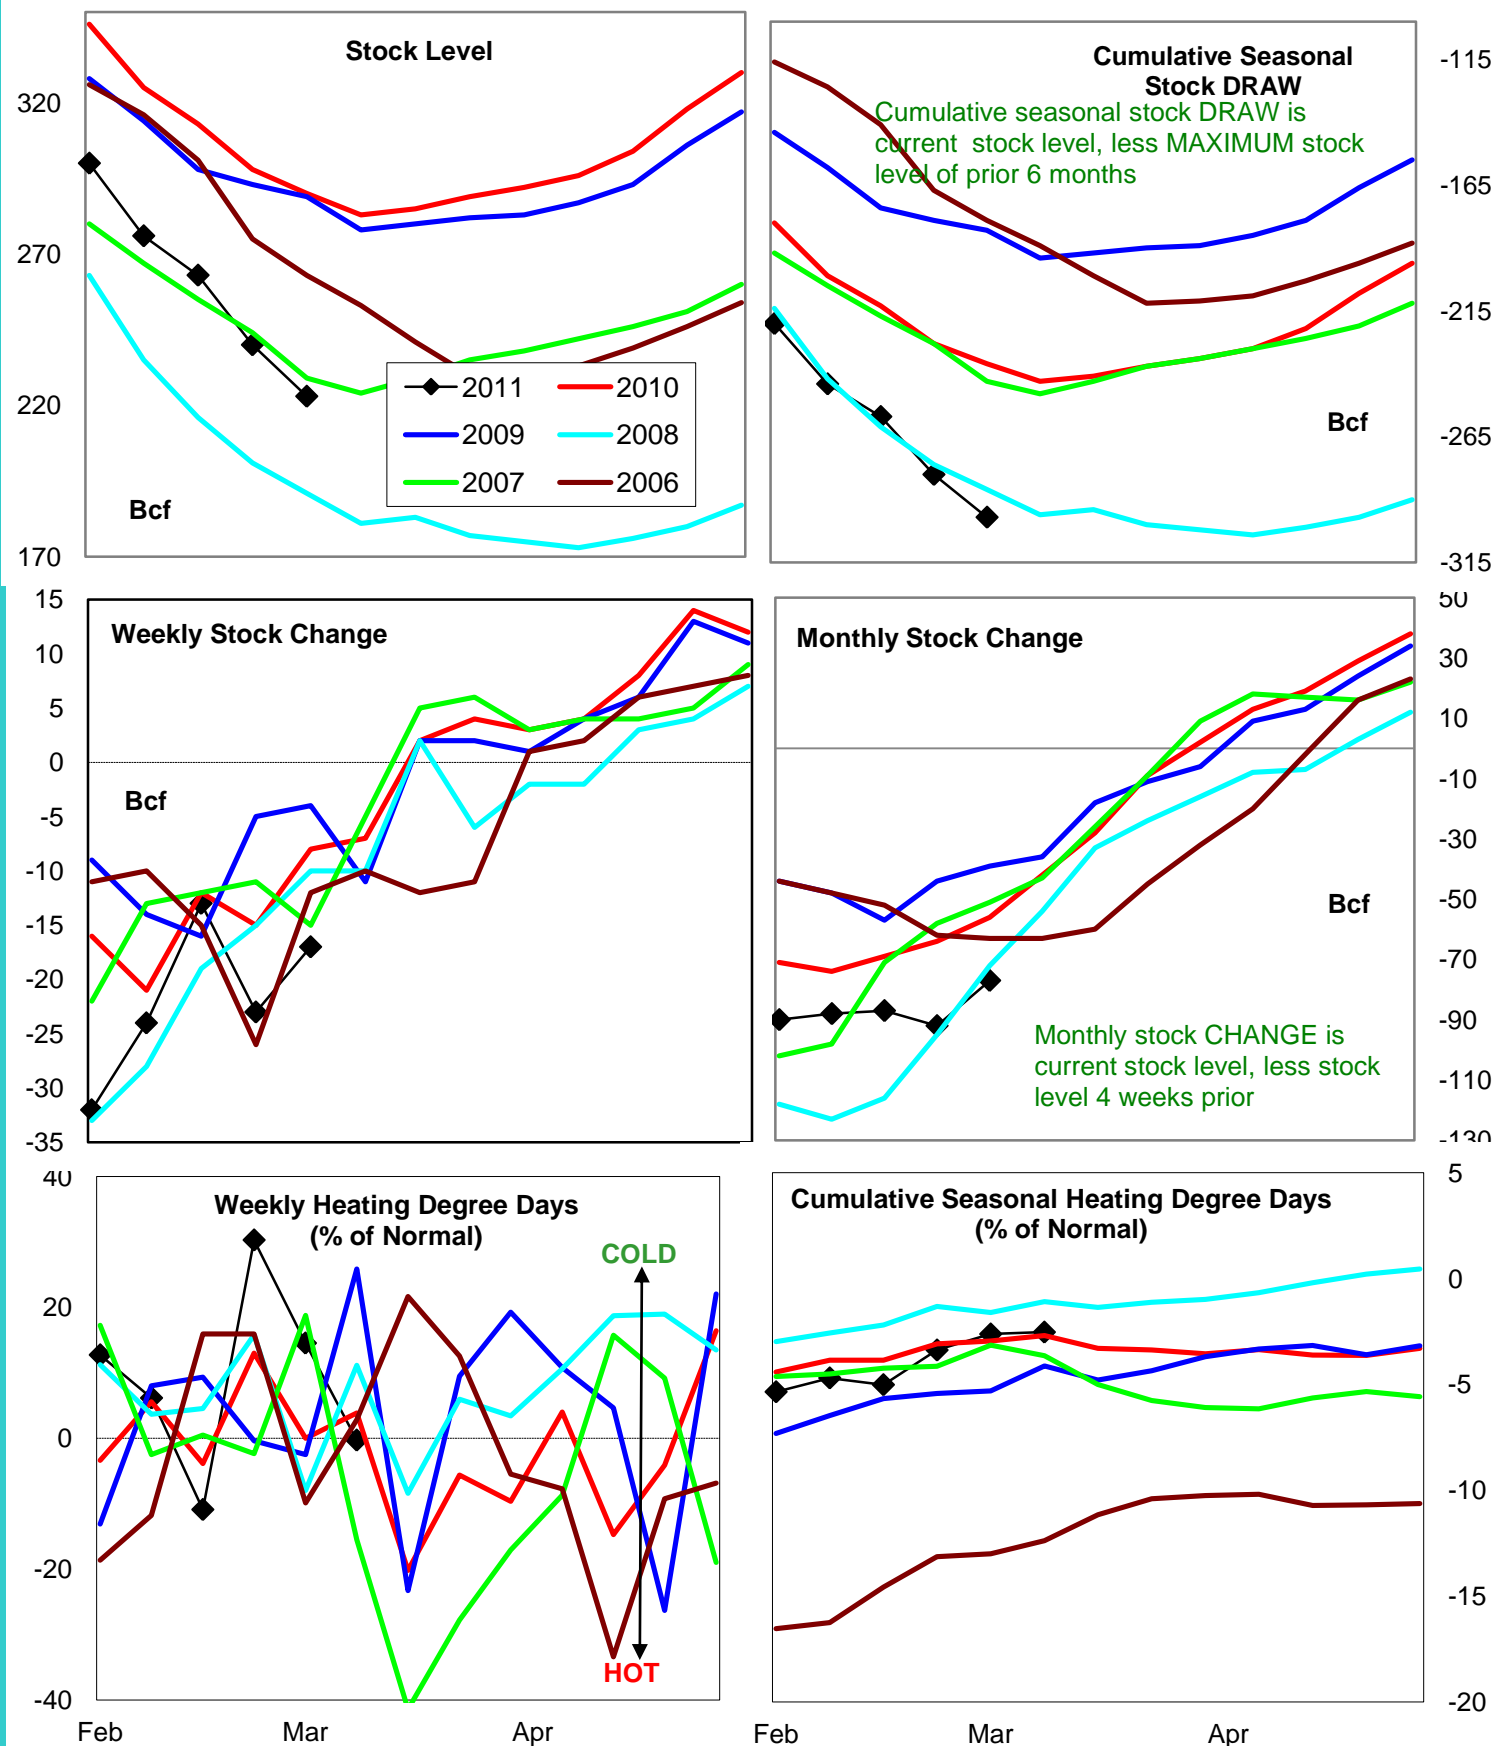 Stock Level
320
270
220
170
Bcf
2011
2010
2009
2008
2007
2006
Cumulative Seasonal
Stock DRAW
Cumulative seasonal stock DRAW is
current stock level, less MAXIMUM stock
level of prior 6 months
Bcf
-115
-165
-215
-265
-315
Weekly Stock Change
Bcf
15
10
5
0
-5
-10
-15
-20
-25
-30
-35
Monthly Stock Change
Bcf
Monthly stock CHANGE is
current stock level, less stock
level 4 weeks prior
50
30
10
-10
-30
-50
-70
-90
-110
-130
Weekly Heating Degree Days
(% of Normal)
COLD
HOT
40
20
0
-20
-40
Feb Mar Apr
Cumulative Seasonal Heating Degree Days
(% of Normal)
5
0
-5
-10
-15
-20
Feb Mar Apr